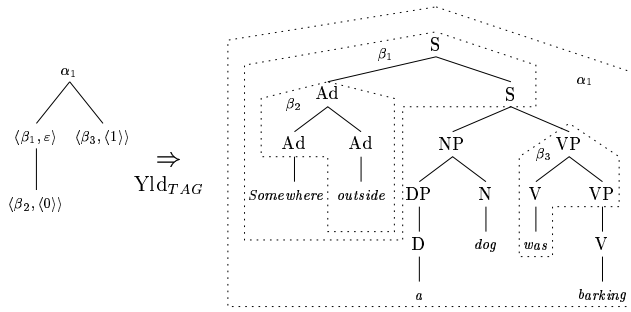 α₁
⟨β₁, ε⟩ ⟨β₃, ⟨1⟩⟩
⟨β₂, ⟨0⟩⟩
⇒
Yld_TAG
S
β₁
α₁
Ad S
β₂
Ad Ad NP VP
β₃
Somewhere outside DP N V VP
D dog was V
a barking